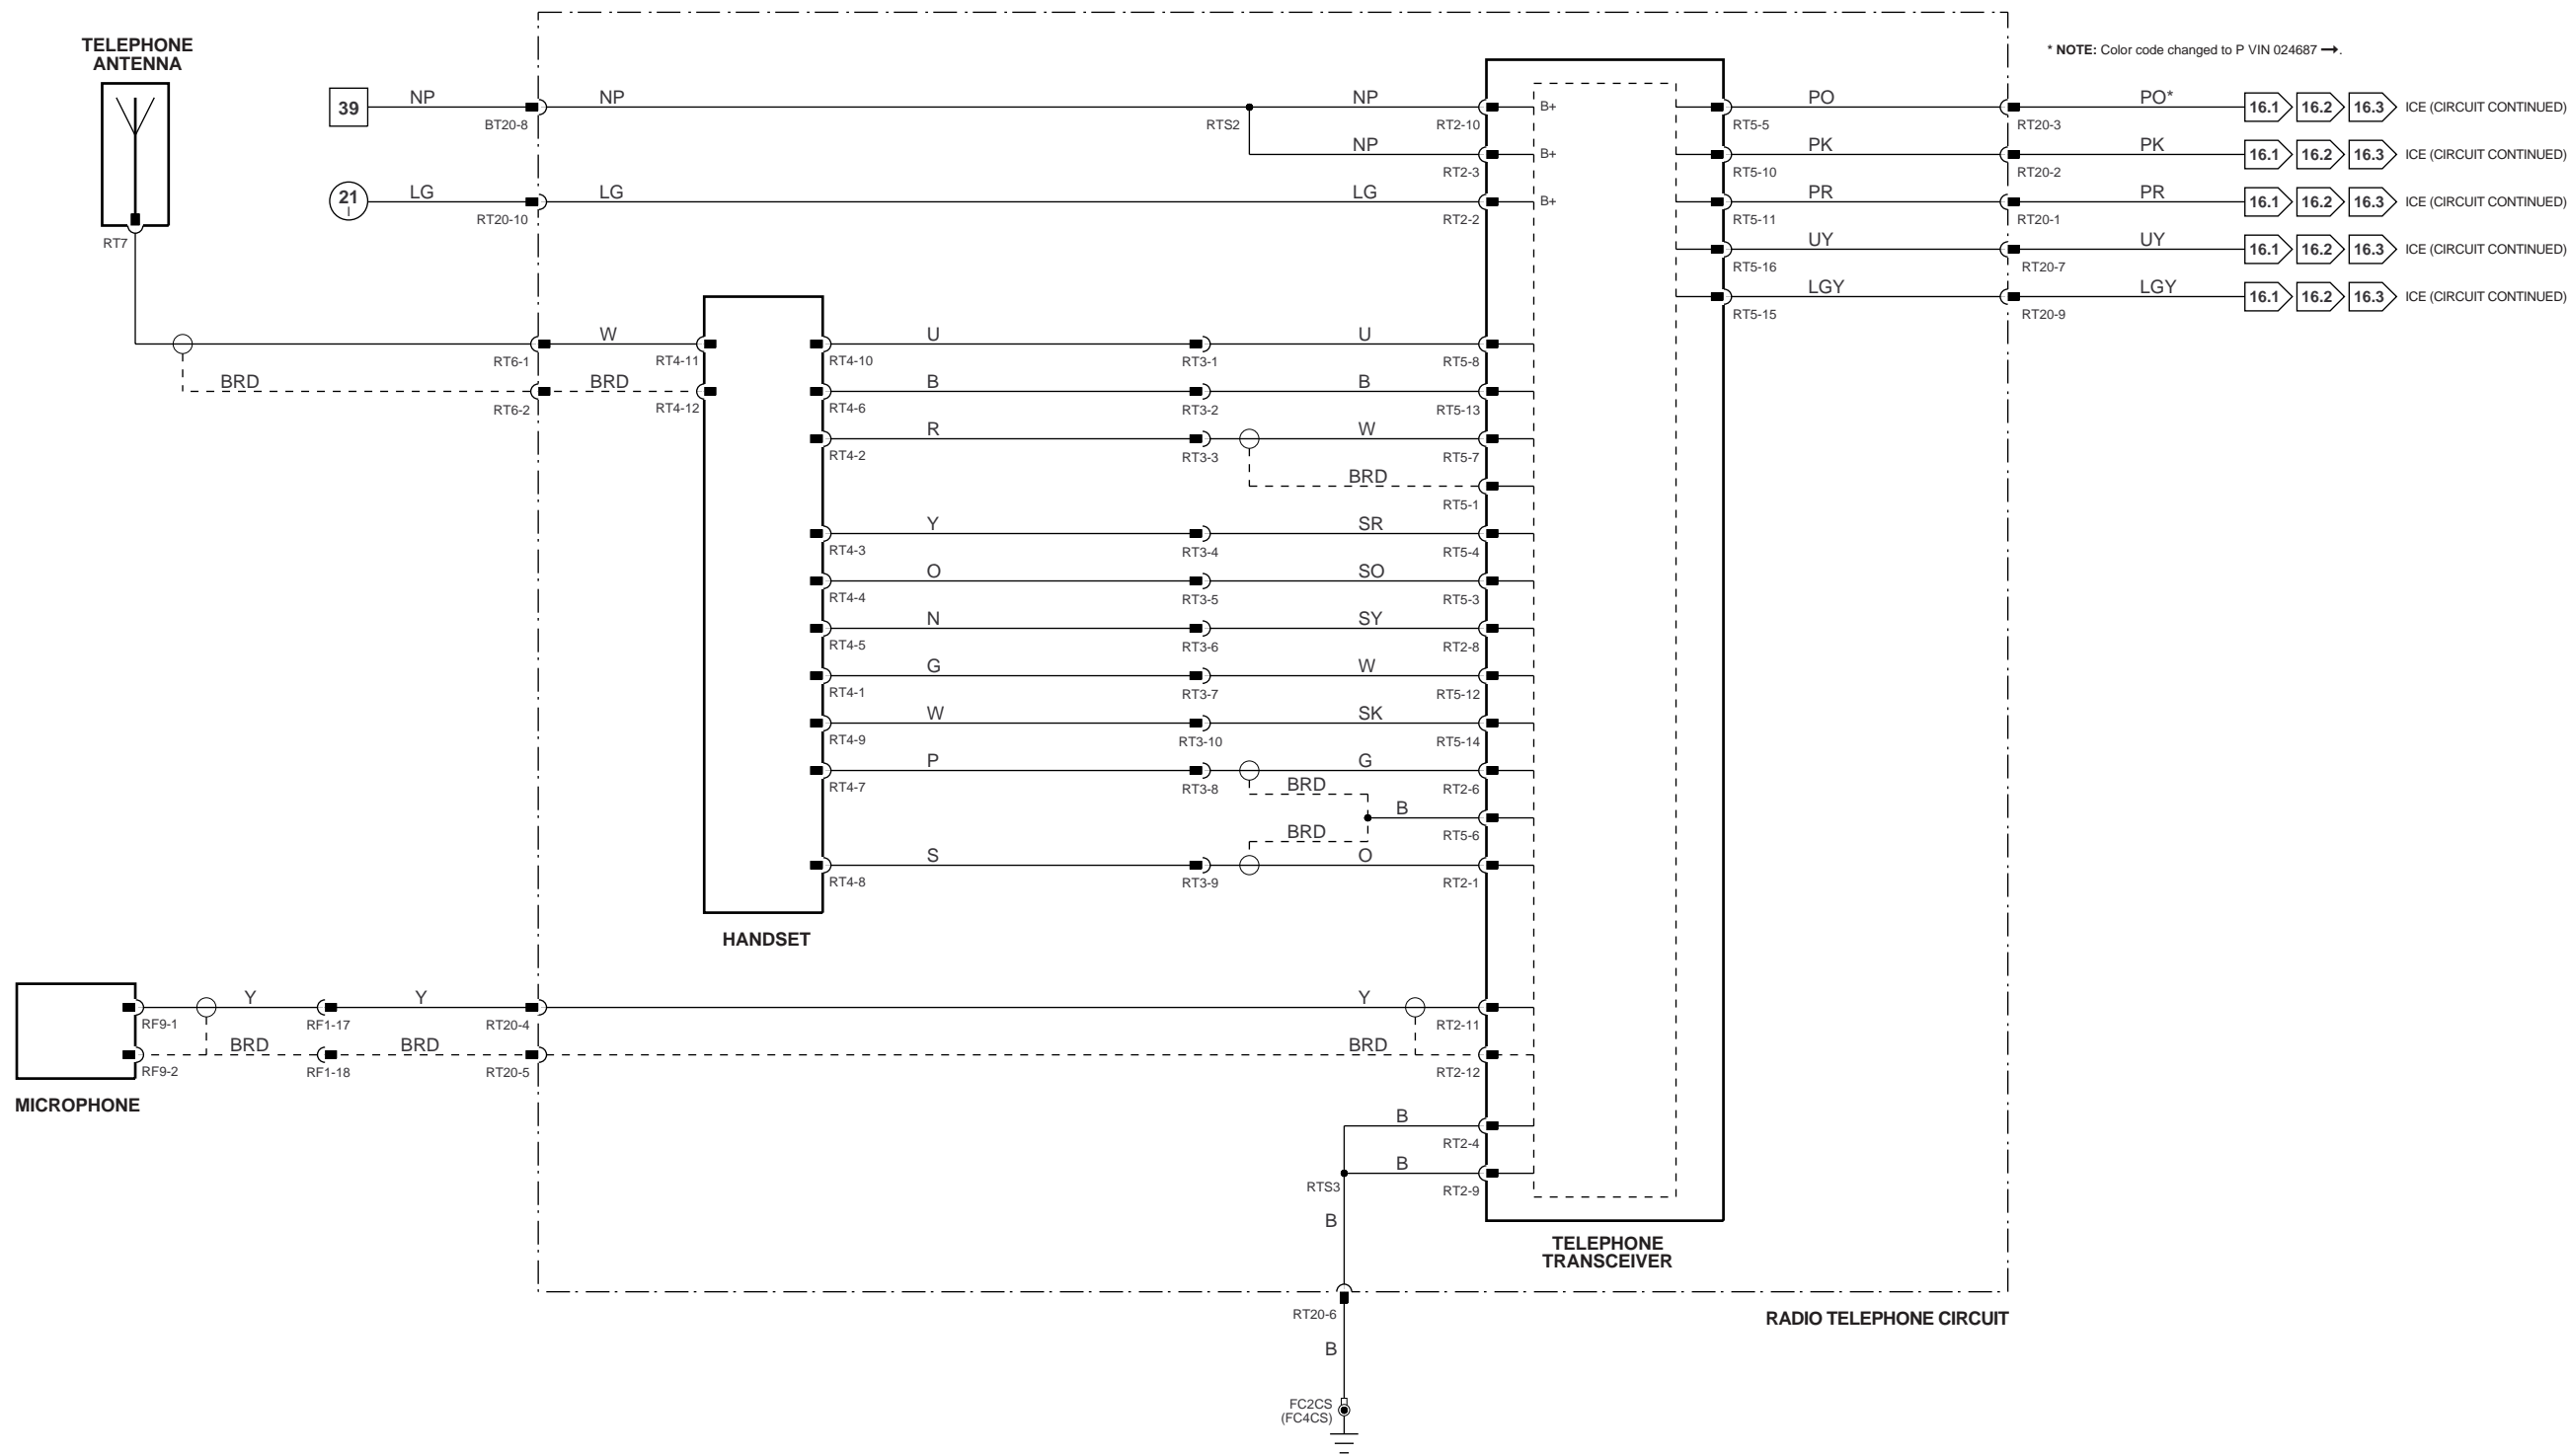 TELEPHONE
ANTENNA
* NOTE: Color code changed to P VIN 024687 →.
39 NP NP NP B+ PO PO* 16.1 16.2 16.3 ICE (CIRCUIT CONTINUED)
BT20-8 RTS2 RT2-10 RT5-5 RT20-3
NP B+ PK PK 16.1 16.2 16.3 ICE (CIRCUIT CONTINUED)
RT2-3 RT5-10 RT20-2
21 LG LG LG B+ PR PR 16.1 16.2 16.3 ICE (CIRCUIT CONTINUED)
I RT20-10 RT2-2 RT5-11 RT20-1
RT7 UY UY 16.1 16.2 16.3 ICE (CIRCUIT CONTINUED)
RT5-16 RT20-7
LGY LGY 16.1 16.2 16.3 ICE (CIRCUIT CONTINUED)
RT5-15 RT20-9
W U U
RT6-1 RT4-11 RT4-10 RT3-1 RT5-8
BRD BRD B B
RT6-2 RT4-12 RT4-6 RT3-2 RT5-13
R W
RT4-2 RT3-3 RT5-7
BRD
RT5-1
Y SR
RT4-3 RT3-4 RT5-4
O SO
RT4-4 RT3-5 RT5-3
N SY
RT4-5 RT3-6 RT2-8
G W
RT4-1 RT3-7 RT5-12
W SK
RT4-9 RT3-10 RT5-14
P G
RT4-7 RT3-8 BRD RT2-6
B
BRD RT5-6
S O
RT4-8 RT3-9 RT2-1
HANDSET
Y Y Y
RF9-1 RF1-17 RT20-4 RT2-11
BRD BRD BRD
RF9-2 RF1-18 RT20-5 RT2-12
MICROPHONE
B
RT2-4
B
RTS3 RT2-9
B
TELEPHONE
TRANSCEIVER
RT20-6
RADIO TELEPHONE CIRCUIT
B
FC2CS
(FC4CS)